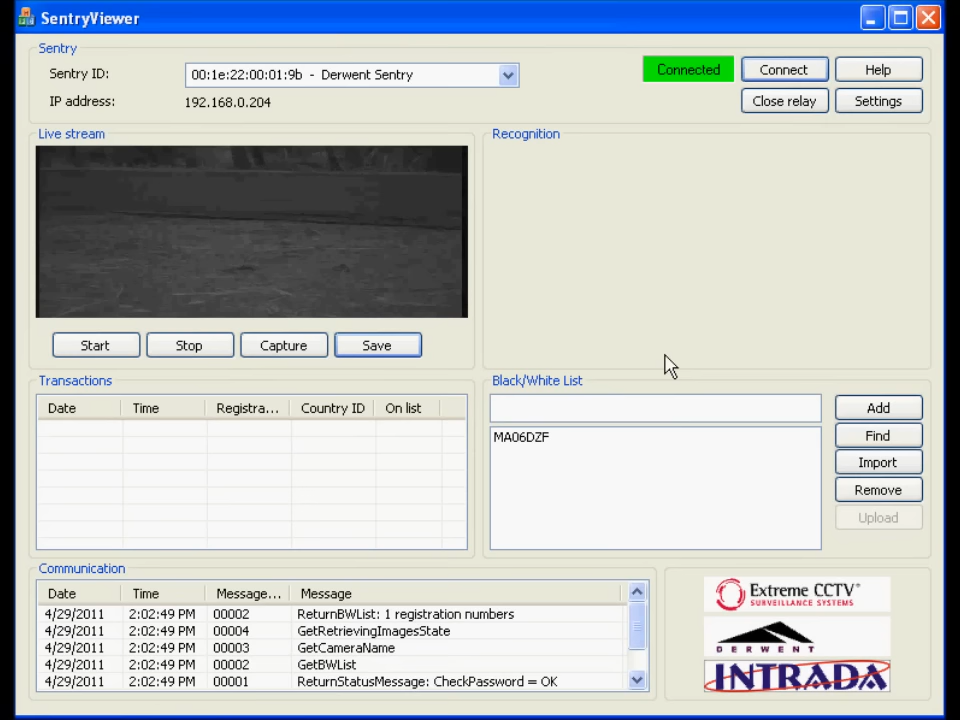 SentryViewer
Sentry
Sentry ID:
00:1e:22:00:01:9b - Derwent Sentry
Connected
Connect
Help
IP address:
192.168.0.204
Close relay
Settings
Live stream
Recognition
Start
Stop
Capture
Save
Transactions
Date Time Registra... Country ID On list
Black/White List
Add
MA06DZF
Find
Import
Remove
Upload
Communication
Date Time Message... Message
4/29/2011 2:02:49 PM 00002 ReturnBWList: 1 registration numbers
4/29/2011 2:02:49 PM 00004 GetRetrievingImagesState
4/29/2011 2:02:49 PM 00003 GetCameraName
4/29/2011 2:02:49 PM 00002 GetBWList
4/29/2011 2:02:49 PM 00001 ReturnStatusMessage: CheckPassword = OK
Extreme CCTV
SURVEILLANCE SYSTEMS
DERWENT
INTRADA